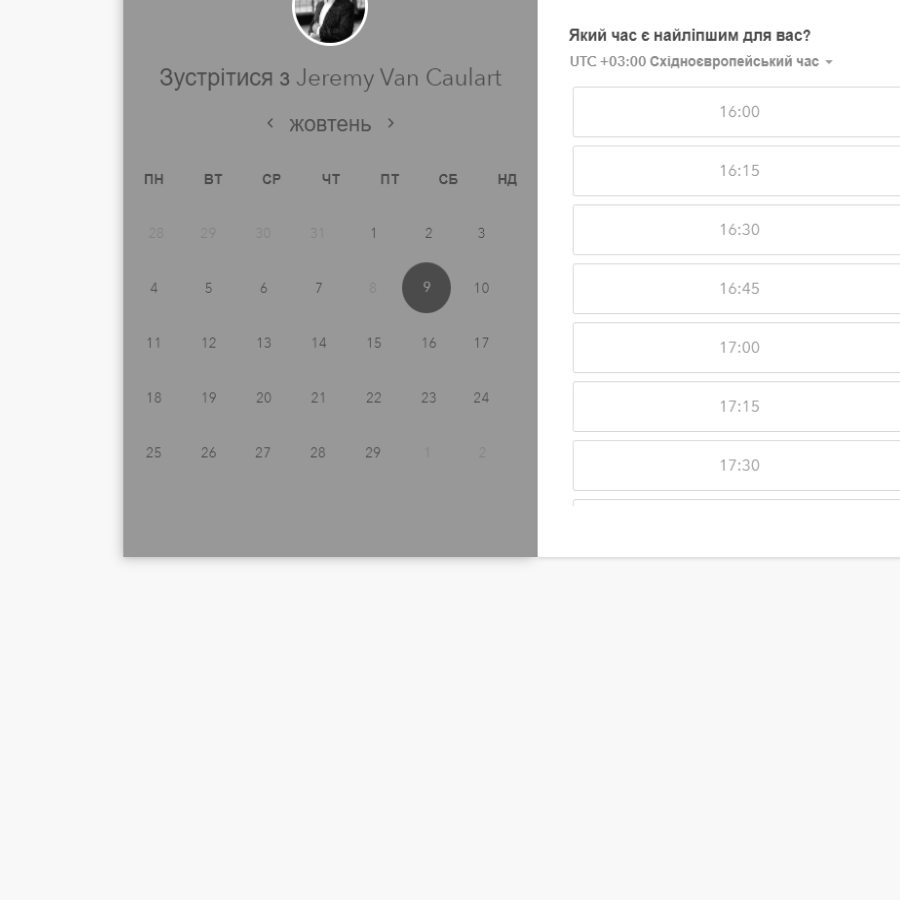 Зустрітися з Jeremy Van Caulart
жовтень
ПН ВТ СР ЧТ ПТ СБ НД
28 29 30 31 1 2 3
4 5 6 7 8 9 10
11 12 13 14 15 16 17
18 19 20 21 22 23 24
25 26 27 28 29 1 2
Який час є найліпшим для вас?
UTC +03:00 Східноєвропейський час
16:00
16:15
16:30
16:45
17:00
17:15
17:30